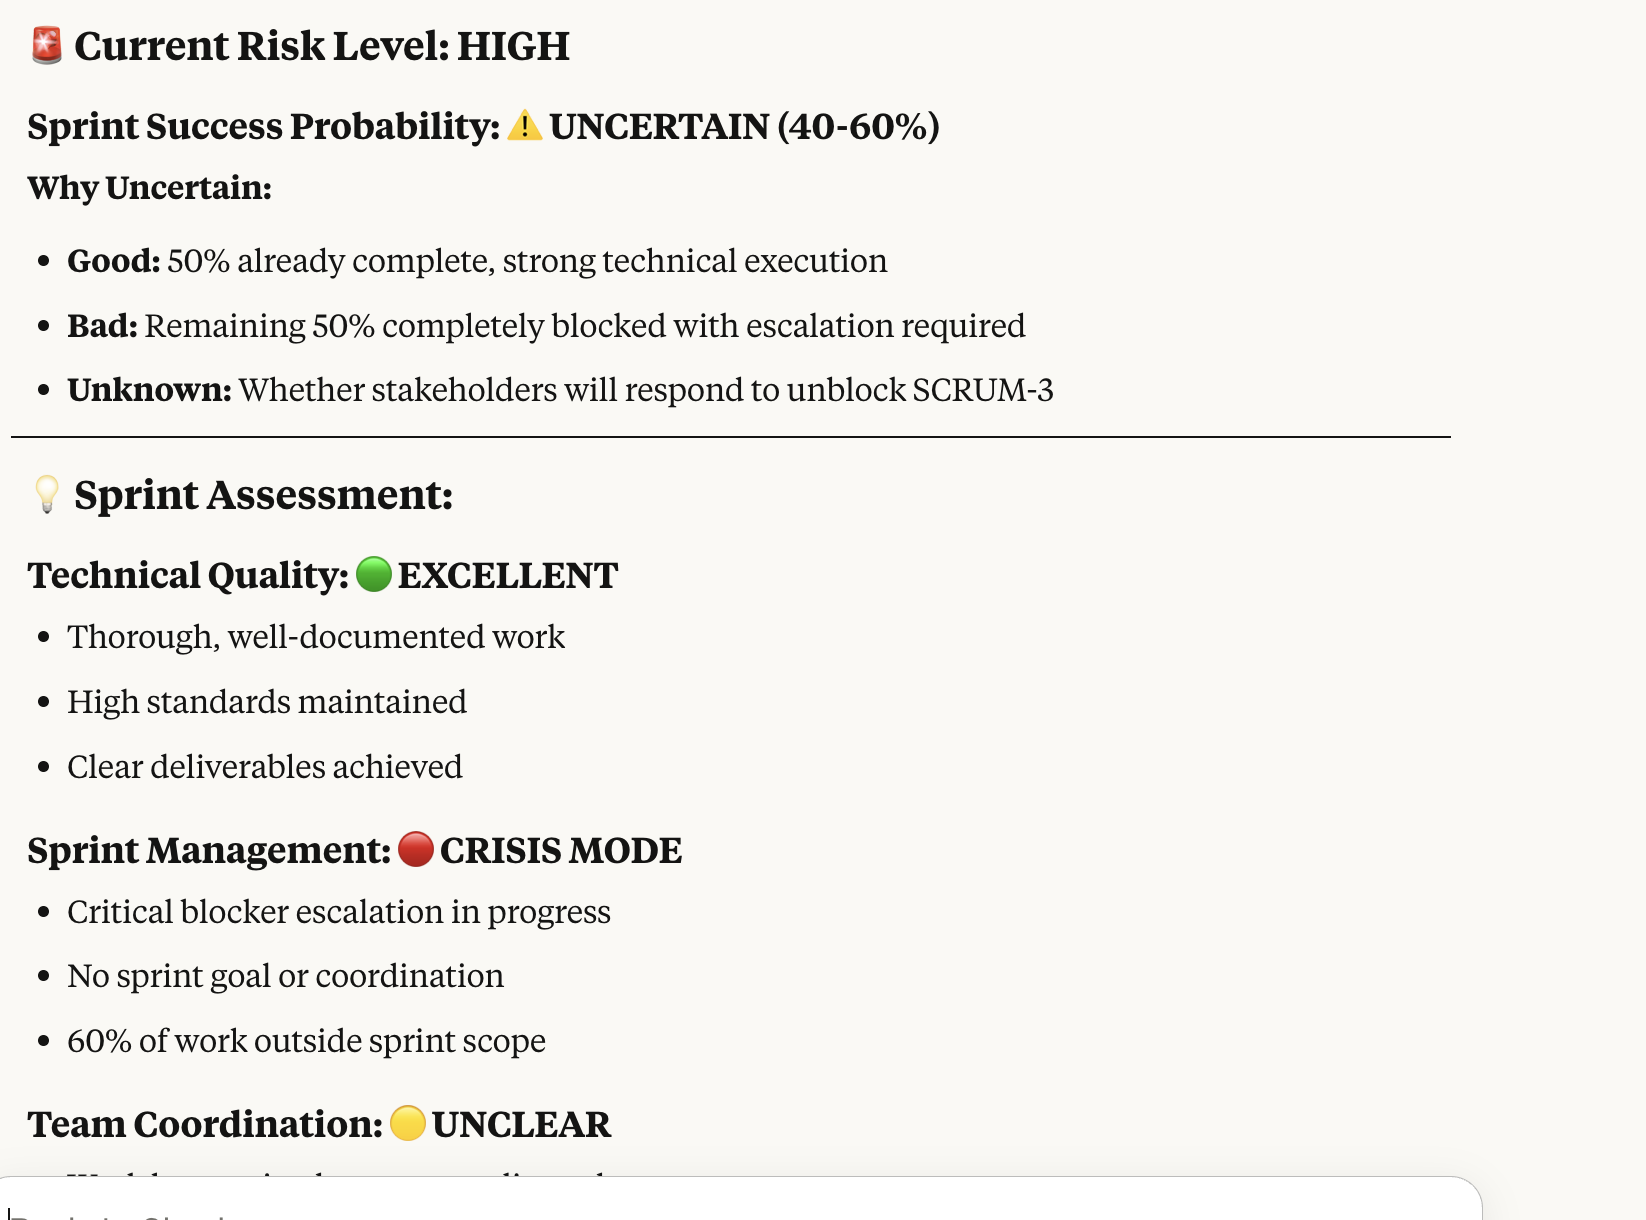 🚨 Current Risk Level: HIGH
Sprint Success Probability: ⚠️ UNCERTAIN (40-60%)
Why Uncertain:
• Good: 50% already complete, strong technical execution
• Bad: Remaining 50% completely blocked with escalation required
• Unknown: Whether stakeholders will respond to unblock SCRUM-3
💡 Sprint Assessment:
Technical Quality: 🟢 EXCELLENT
• Thorough, well-documented work
• High standards maintained
• Clear deliverables achieved
Sprint Management: 🔴 CRISIS MODE
• Critical blocker escalation in progress
• No sprint goal or coordination
• 60% of work outside sprint scope
Team Coordination: 🟡 UNCLEAR